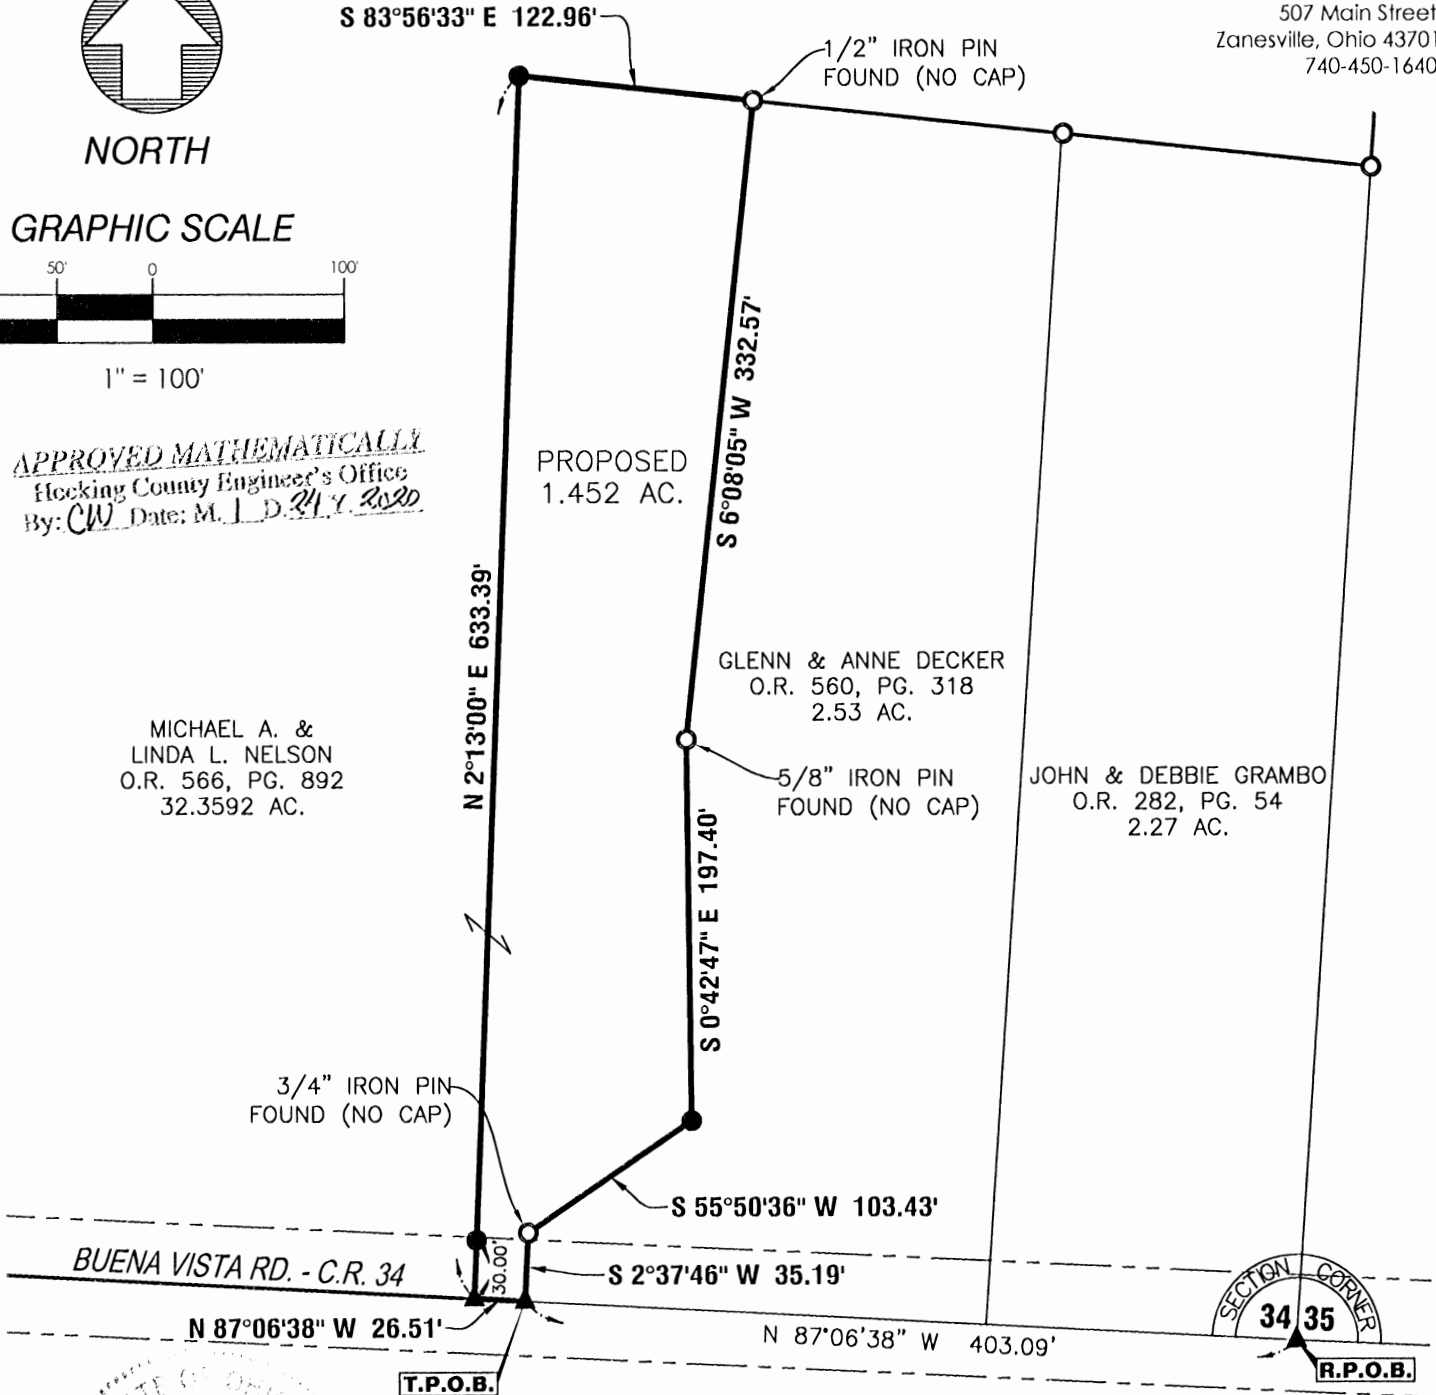 S 83°56'33" E 122.96'
507 Main Street
Zanesville, Ohio 43701
740-450-1640
1/2" IRON PIN
FOUND (NO CAP)
NORTH
GRAPHIC SCALE
50' 0 100'
1" = 100'
APPROVED MATHEMATICALLY
Hocking County Engineer's Office
By: CW Date: M. 1 D. 24 Y. 2020
PROPOSED
1.452 AC.
S 6°08'05" W 332.57'
N 2°13'00" E 633.39'
GLENN & ANNE DECKER
O.R. 560, PG. 318
2.53 AC.
MICHAEL A. &
LINDA L. NELSON
O.R. 566, PG. 892
32.3592 AC.
5/8" IRON PIN
FOUND (NO CAP)
JOHN & DEBBIE GRAMBO
O.R. 282, PG. 54
2.27 AC.
S 0°42'47" E 197.40'
3/4" IRON PIN
FOUND (NO CAP)
S 55°50'36" W 103.43'
BUENA VISTA RD. - C.R. 34
30.00'
S 2°37'46" W 35.19'
SECTION CORNER
34 35
N 87°06'38" W 26.51'
N 87°06'38" W 403.09'
T.P.O.B.
R.P.O.B.